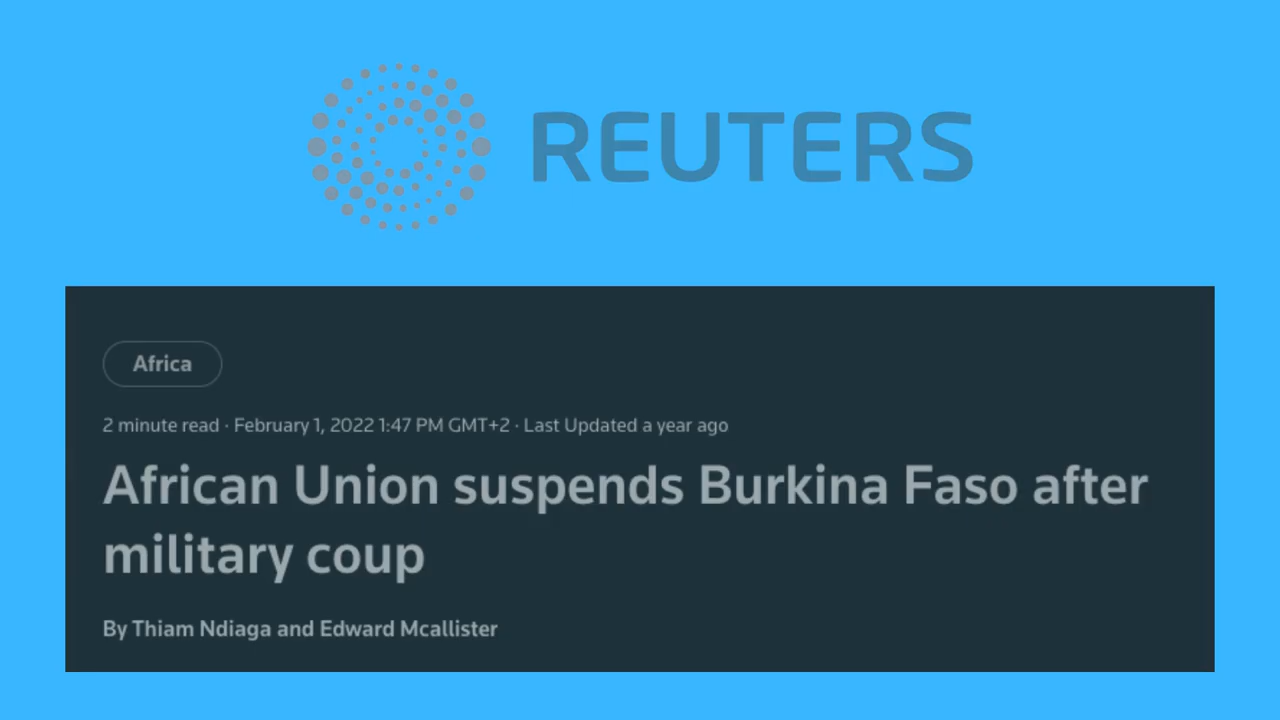 REUTERS
Africa
2 minute read · February 1, 2022 1:47 PM GMT+2 · Last Updated a year ago
African Union suspends Burkina Faso after
military coup
By Thiam Ndiaga and Edward Mcallister